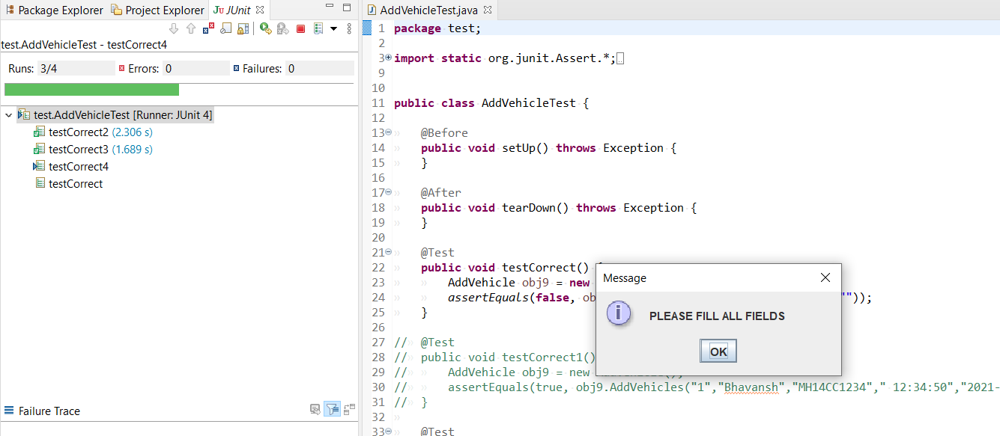 Package Explorer Project Explorer JUnit
test.AddVehicleTest - testCorrect4
Runs: 3/4 Errors: 0 Failures: 0
test.AddVehicleTest [Runner: JUnit 4]
testCorrect2 (2.306 s)
testCorrect3 (1.689 s)
testCorrect4
testCorrect
Failure Trace
AddVehicleTest.java
1 package test;
2
3 import static org.junit.Assert.*;
9
10
11 public class AddVehicleTest {
12
13 @Before
14 public void setUp() throws Exception {
15 }
16
17 @After
18 public void tearDown() throws Exception {
19 }
20
21 @Test
22 public void testCorrect() {
23 AddVehicle obj9 = new
24 assertEquals(false, ""));
25 }
26
27 // @Test
28 // public void testCorrect1()
29 // AddVehicle obj9 = new
30 // assertEquals(true, obj9.AddVehicles("1","Bhavansh","MH14CC1234"," 12:34:50","2021-
31 // }
32
33 @Test
Message
PLEASE FILL ALL FIELDS
OK